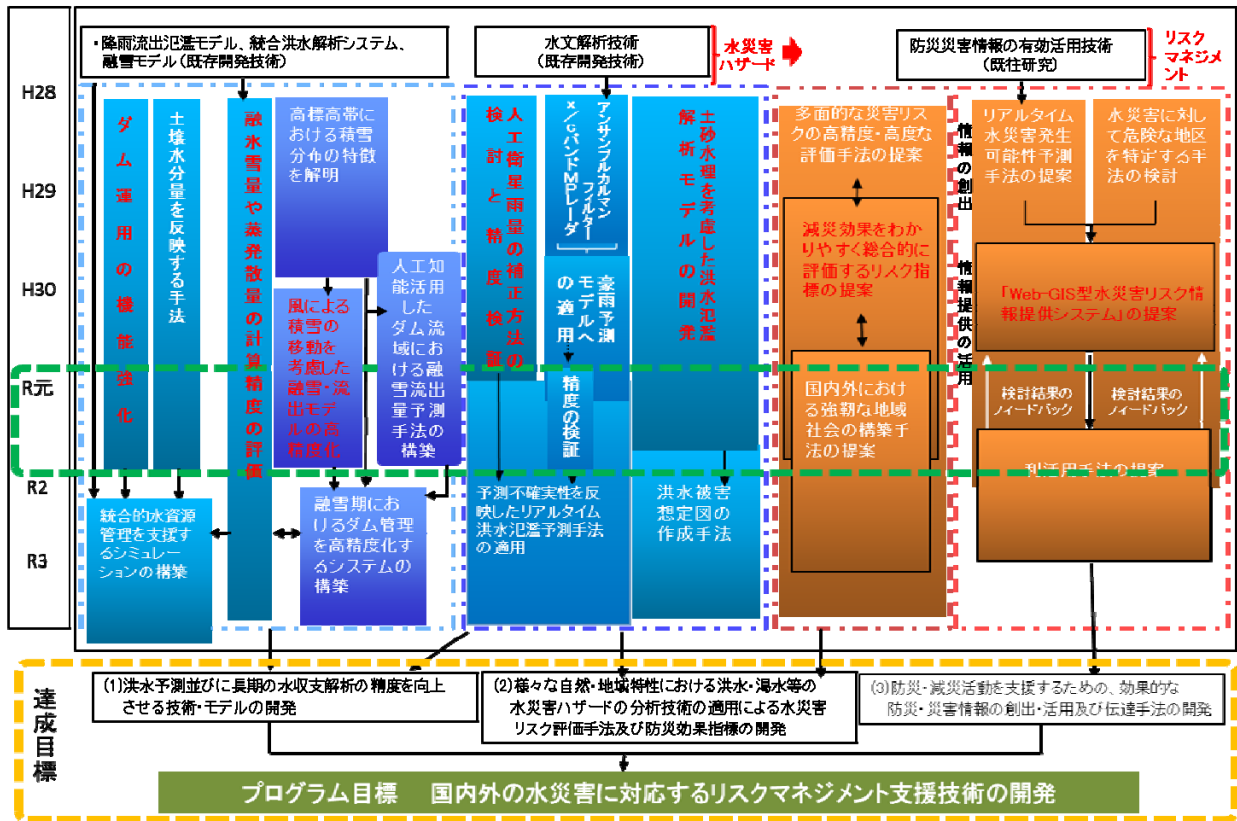 ・降雨流出氾濫モデル、統合洪水解析システム、
融雪モデル（既存開発技術）
水文解析技術
（既存開発技術）
水災害
ハザード
防災災害情報の有効活用技術
（既往研究）
リスク
マネジメント
H28
H29
H30
R元
R2
R3
ダム運用の機能強化
土壌水分量を反映する手法
融氷雪量や蒸発散量の計算精度の評価
高標高帯に
おける積雪
分布の特徴
を解明
風による
積雪の
移動を
考慮した
融雪・流
出モデ
ルの高
精度化
人工知
能活用
した
ダム流
域にお
ける融
雪流出
量予測
手法の
構築
統合的水資源
管理を支援す
るシミュレー
ションの構築
融雪期にお
けるダム管理
を高精度化す
るシステムの
構築
人工衛星雨量の補正方法の
検討と精度検証
アンサンブルカルマン
フィルター
X/CバンドMPレーダ
豪雨予測
モデルへ
の適用
精度の検証
土砂水理を考慮した洪水氾濫
解析モデルの開発
予測不確実性を反
映したリアルタイム
洪水氾濫予測手法
の適用
洪水被害
想定図の
作成手法
多面的な災害リス
クの高精度・高度な
評価手法の提案
減災効果をわか
りやすく総合的に
評価するリスク指
標の提案
国内外におけ
る強靭な地域
社会の構築手
法の提案
情報の創出
情報提供の活用
リアルタイム
水災害発生
可能性予測
手法の提案
水災害に対し
て危険な地区
を特定する手
法の検討
「Web-GIS型水災害リスク情
報提供システム」の提案
検討結果の
フィードバック
検討結果の
フィードバック
利活用手法の提案
達成目標
(1)洪水予測並びに長期の水収支解析の精度を向上
させる技術・モデルの開発
(2)様々な自然・地域特性における洪水・渇水等の
水災害ハザードの分析技術の適用による水災害
リスク評価手法及び防災効果指標の開発
(3)防災・減災活動を支援するための、効果的な
防災・災害情報の創出・活用及び伝達手法の開発
プログラム目標　国内外の水災害に対応するリスクマネジメント支援技術の開発